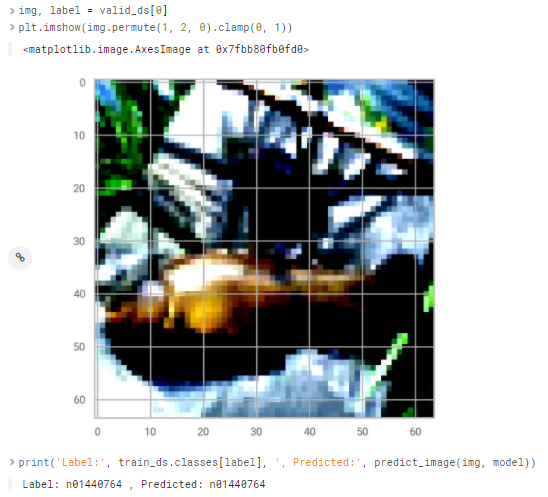 img, label = valid_ds[0]
plt.imshow(img.permute(1, 2, 0).clamp(0, 1))
<matplotlib.image.AxesImage at 0x7fbb80fb0fd0>
0
10
20
30
40
50
60
0 10 20 30 40 50 60
print('Label:', train_ds.classes[label], ', Predicted:', predict_image(img, model))
Label: n01440764 , Predicted: n01440764